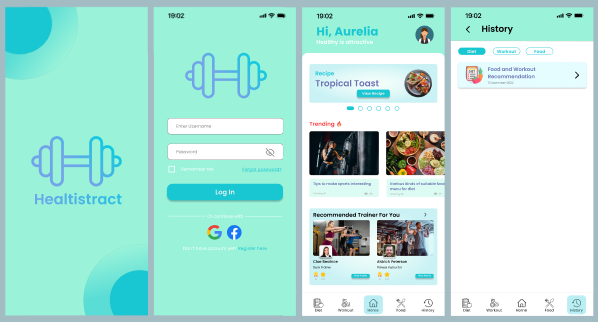 Healtistract
19:02
Enter Username
Password
Remember me
Forgot password?
Log In
Or connect with
Don't have account with Register here
19:02
Hi, Aurelia
Healthy is attractive
Recipe
Tropical Toast
View Recipe
Trending
Tips to make sports interesting
Various kinds of suitable food
menu for diet
Recommended Trainer For You
Clea Beatrice
Aldrich Peterson
Diet
Workout
Home
Food
History
19:02
History
Diet
Workout
Food
Food and Workout
Recommendation
Diet
Workout
Home
Food
History